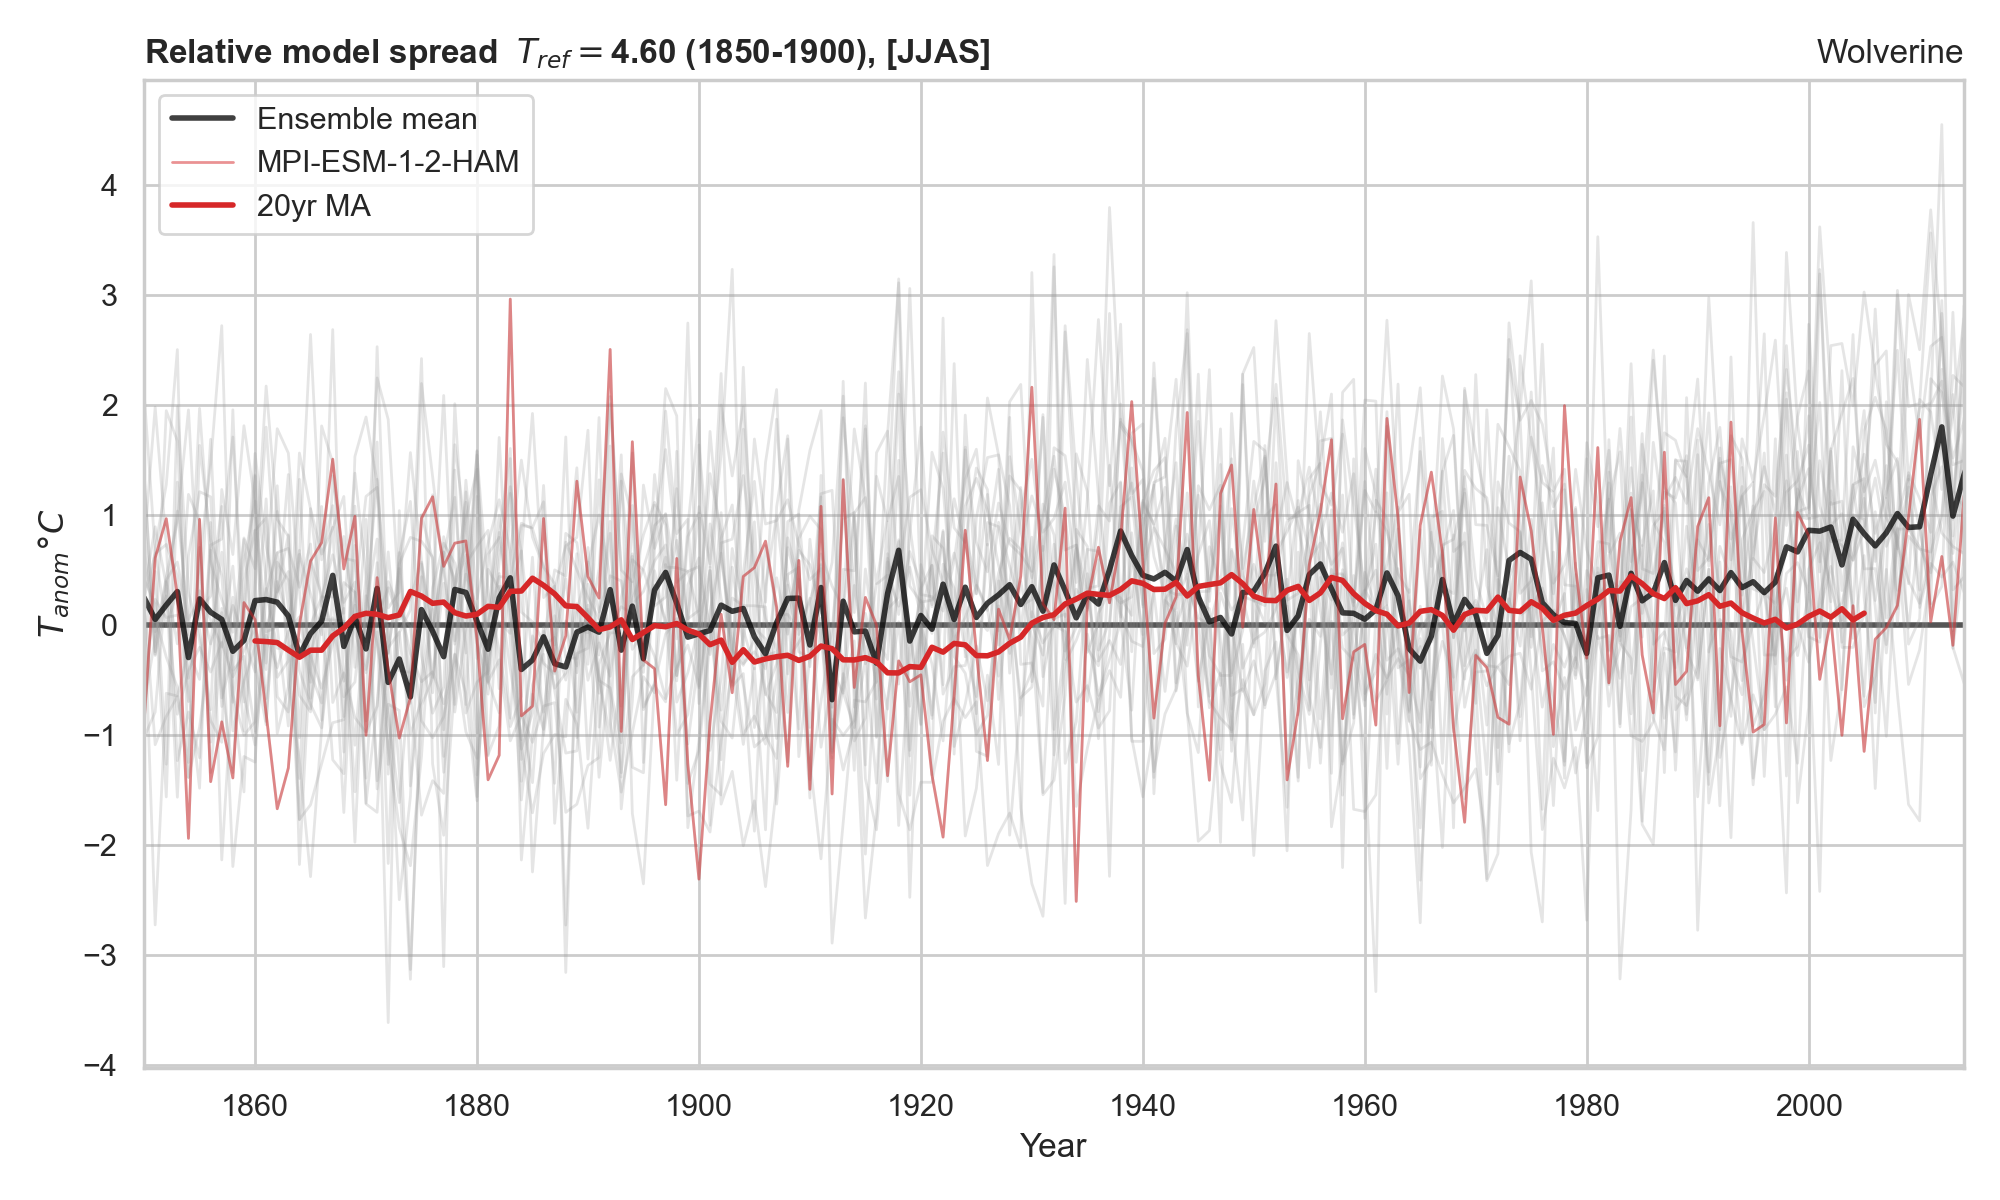 Relative model spread T_ref = 4.60 (1850-1900), [JJAS]
Wolverine
Ensemble mean
MPI-ESM-1-2-HAM
20yr MA
4
3
2
1
0
−1
−2
−3
−4
T_anom °C
1860 1880 1900 1920 1940 1960 1980 2000
Year